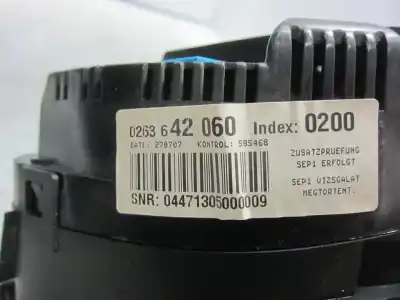 0263 642 060 Index: 0200
DATE: 270707 KONTROL: 595468
ZUSATZPRUEFUNG
SEP1 ERFOLGT
SEP1 VIZSGALAT
MEGTORTENT.
SNR: 04471305000009